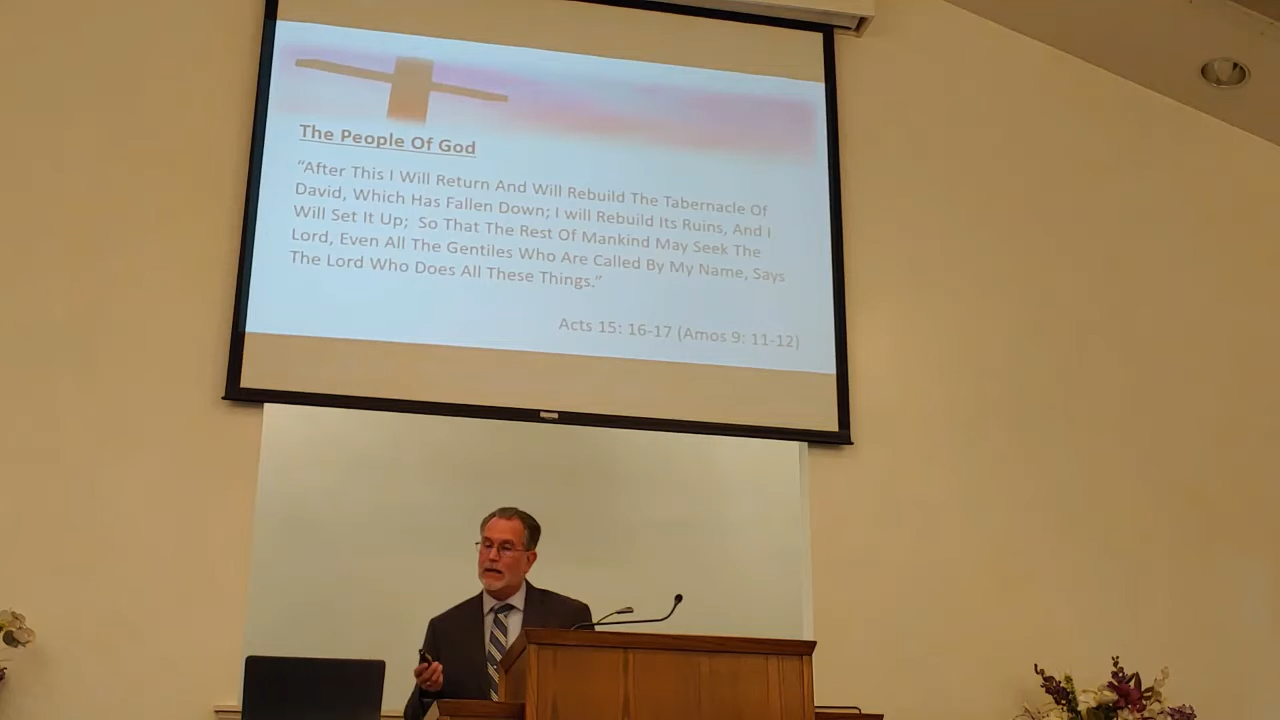 The People Of God
“After This I Will Return And Will Rebuild The Tabernacle Of
David, Which Has Fallen Down; I will Rebuild Its Ruins, And I
Will Set It Up; So That The Rest Of Mankind May Seek The
Lord, Even All The Gentiles Who Are Called By My Name, Says
The Lord Who Does All These Things.”
Acts 15: 16-17 (Amos 9: 11-12)